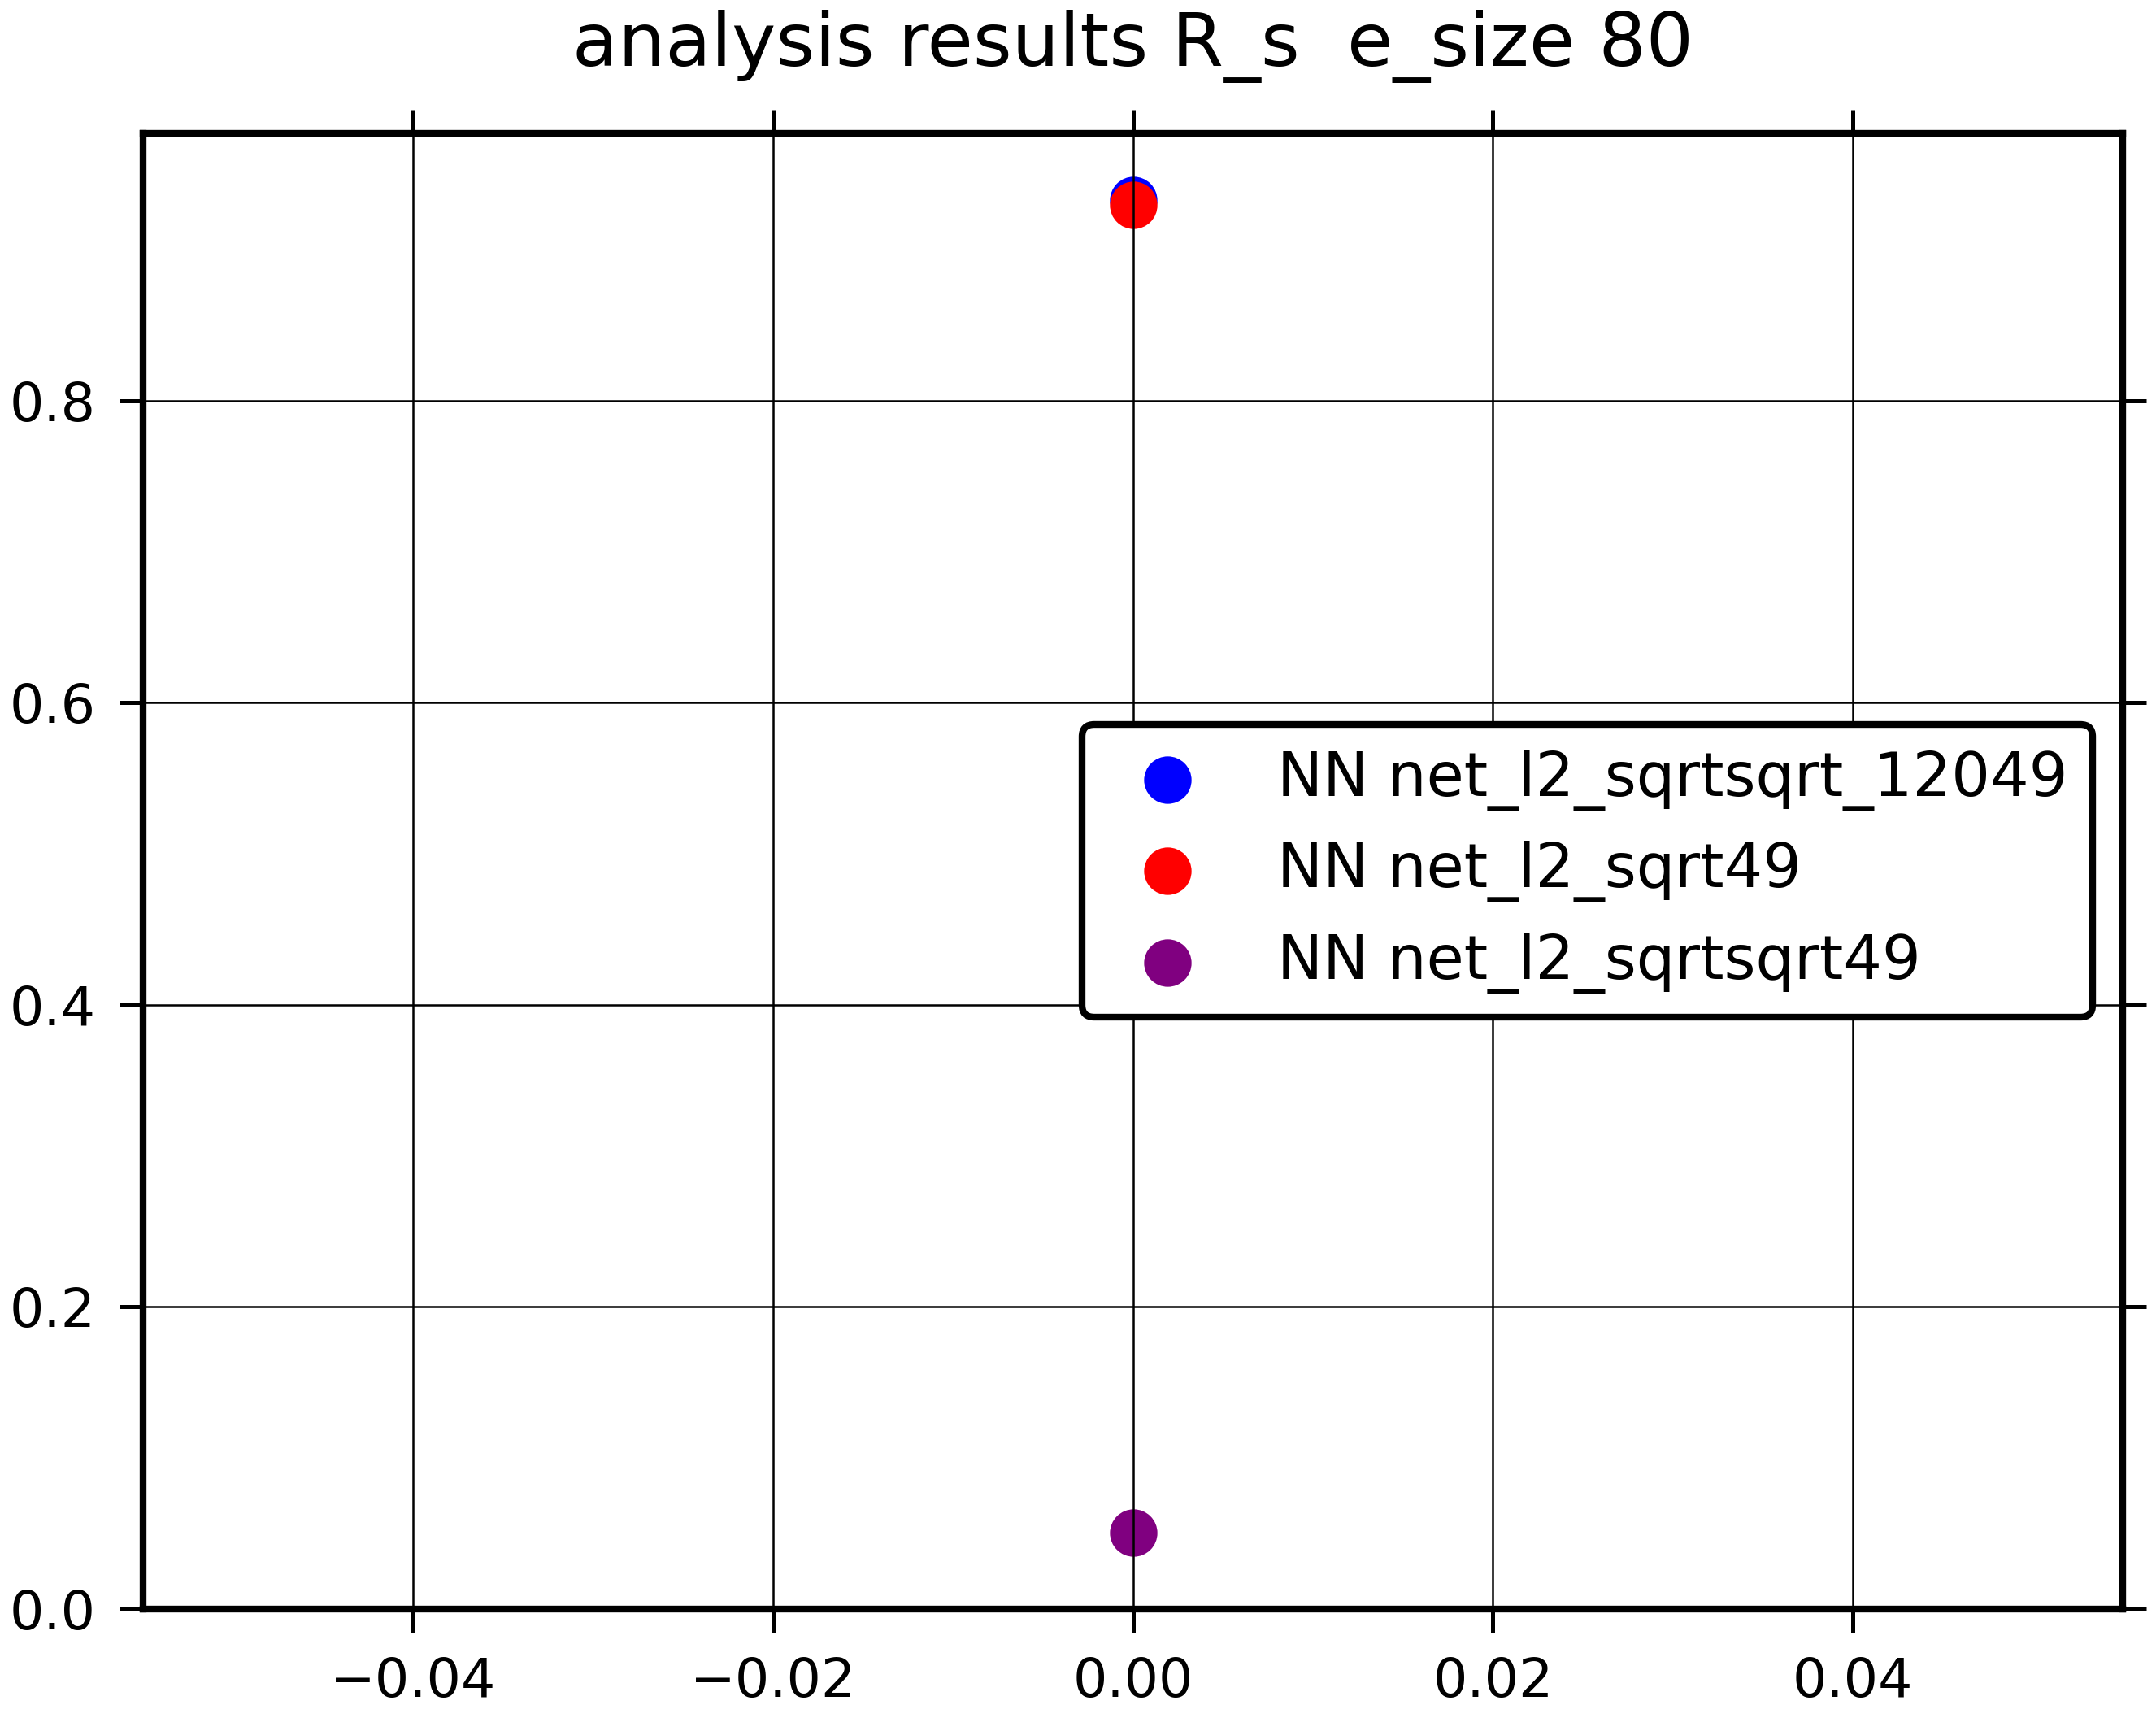 analysis results R_s  e_size 80
0.8
0.6
NN net_l2_sqrtsqrt_12049
NN net_l2_sqrt49
NN net_l2_sqrtsqrt49
0.4
0.2
0.0
−0.04 −0.02 0.00 0.02 0.04